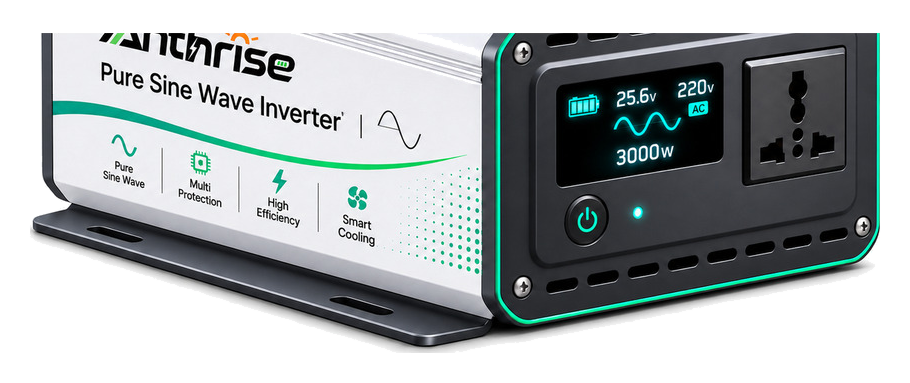 Anthrise
Pure Sine Wave Inverter
Pure
Sine Wave
Multi
Protection
High
Efficiency
Smart
Cooling
25.6v
220v
AC
3000w